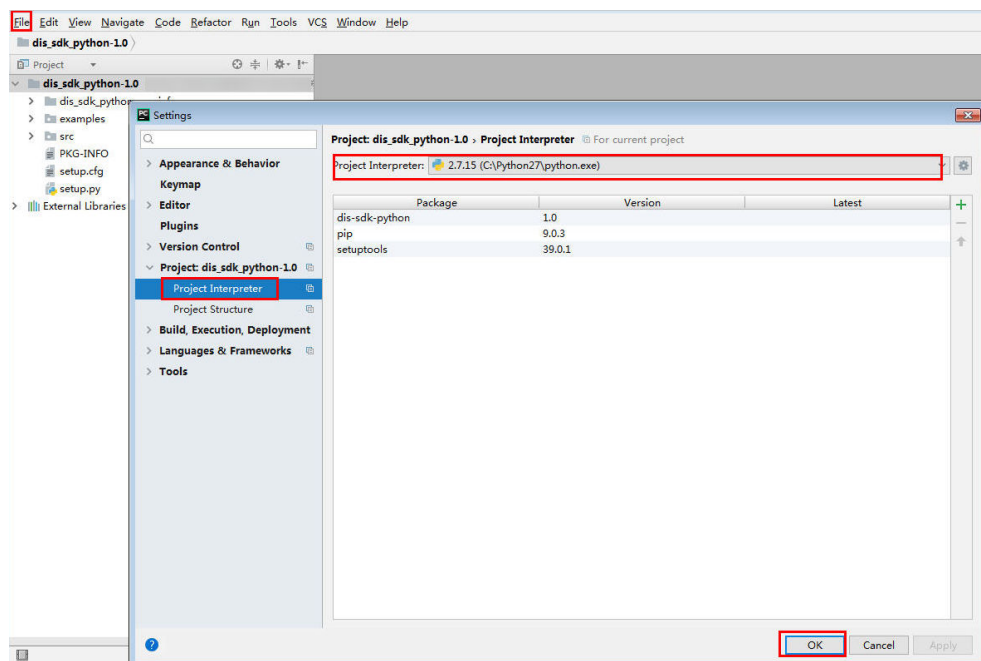 File Edit View Navigate Code Refactor Run Tools VCS Window Help
dis_sdk_python-1.0
Project
dis_sdk_python-1.0
dis_sdk_python
examples
src
PKG-INFO
setup.cfg
setup.py
External Libraries
PC Settings
Appearance & Behavior
Keymap
Editor
Plugins
Version Control
Project: dis_sdk_python-1.0
Project Interpreter
Project Structure
Build, Execution, Deployment
Languages & Frameworks
Tools
Project: dis_sdk_python-1.0 › Project Interpreter For current project
Project Interpreter: 2.7.15 (C:\Python27\python.exe)
Package Version Latest
dis-sdk-python 1.0
pip 9.0.3
setuptools 39.0.1
? OK Cancel Apply